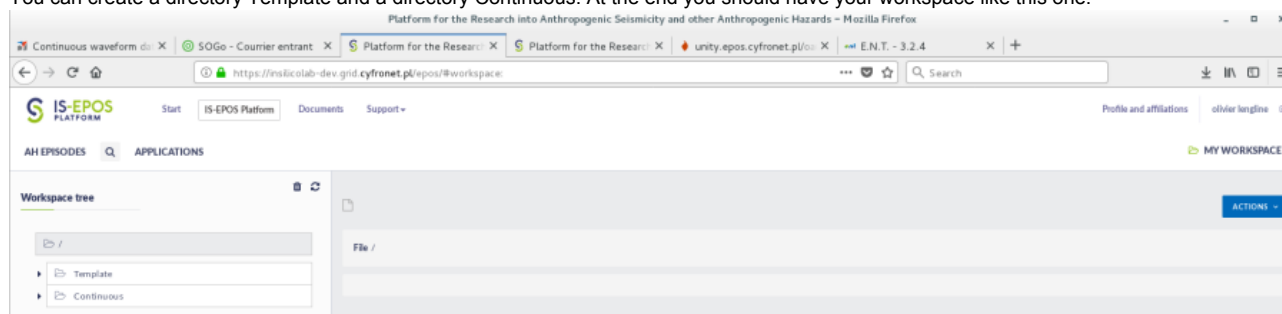 You can create a directory Template and a directory Continuous. At the end you should have your workspace like this one.
Platform for the Research into Anthropogenic Seismicity and other Anthropogenic Hazards – Mozilla Firefox
Continuous waveform da SOGo - Courrier entrant Platform for the Research Platform for the Research unity.epos.cyfronet.pl/oa E.N.T. - 3.2.4
https://insilicolab-dev.grid.cyfronet.pl/epos/#workspace: Search
IS-EPOS PLATFORM Start IS-EPOS Platform Documents Support Profile and affiliations olivier lengline
AH EPISODES APPLICATIONS MY WORKSPACE
Workspace tree
ACTIONS
/ File /
Template
Continuous